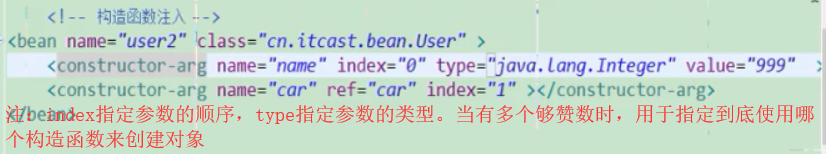 <!-- 构造函数注入 -->
<bean name="user2" class="cn.itcast.bean.User" >
<constructor-arg name="name" index="0" type="java.lang.Integer" value="999" >
<constructor-arg name="car" ref="car" index="1" ></constructor-arg>
</bean>
注：index指定参数的顺序，type指定参数的类型。当有多个够赞数时，用于指定到底使用哪
个构造函数来创建对象